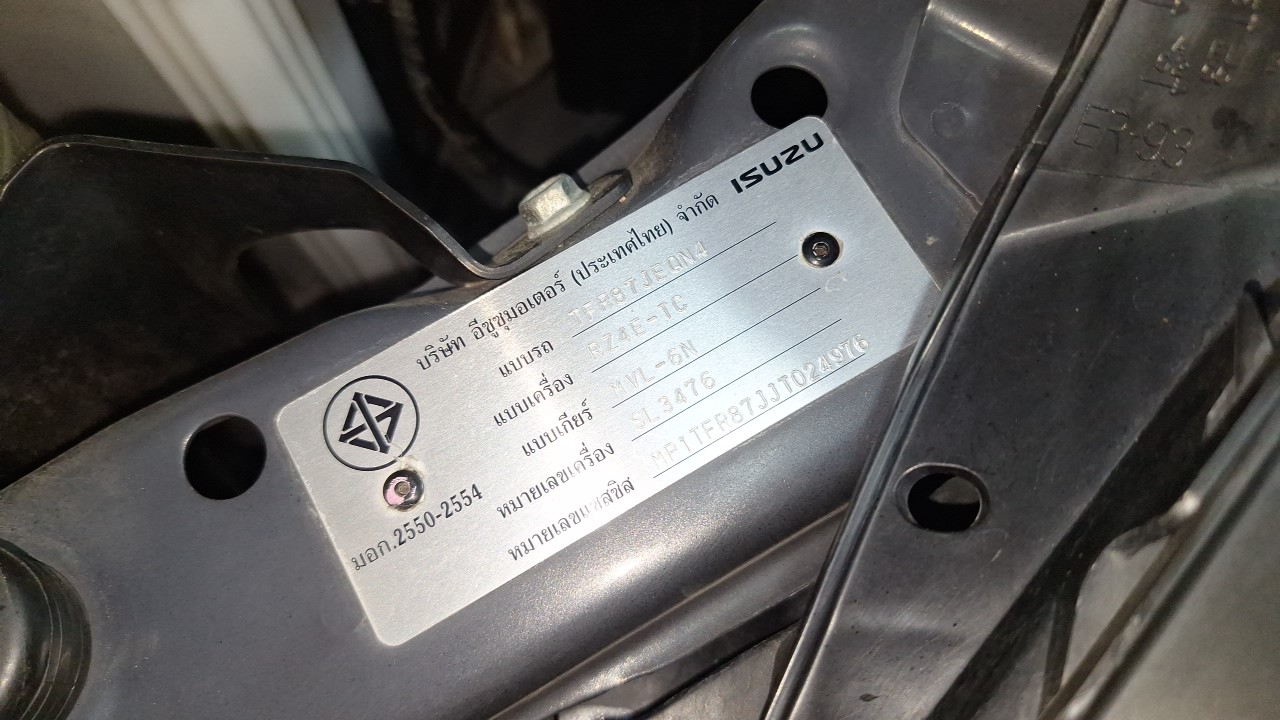 ISUZU
บริษัท อีซูซุมอเตอร์ (ประเทศไทย) จำกัด
แบบรถ TFR87JEQN4
แบบเครื่อง RZ4E-TC
แบบเกียร์ MVL-6N
หมายเลขเครื่อง SL3476
หมายเลขแฟสซิส MP1TFR87JJT024976
มอก.2550-2554
ER-93